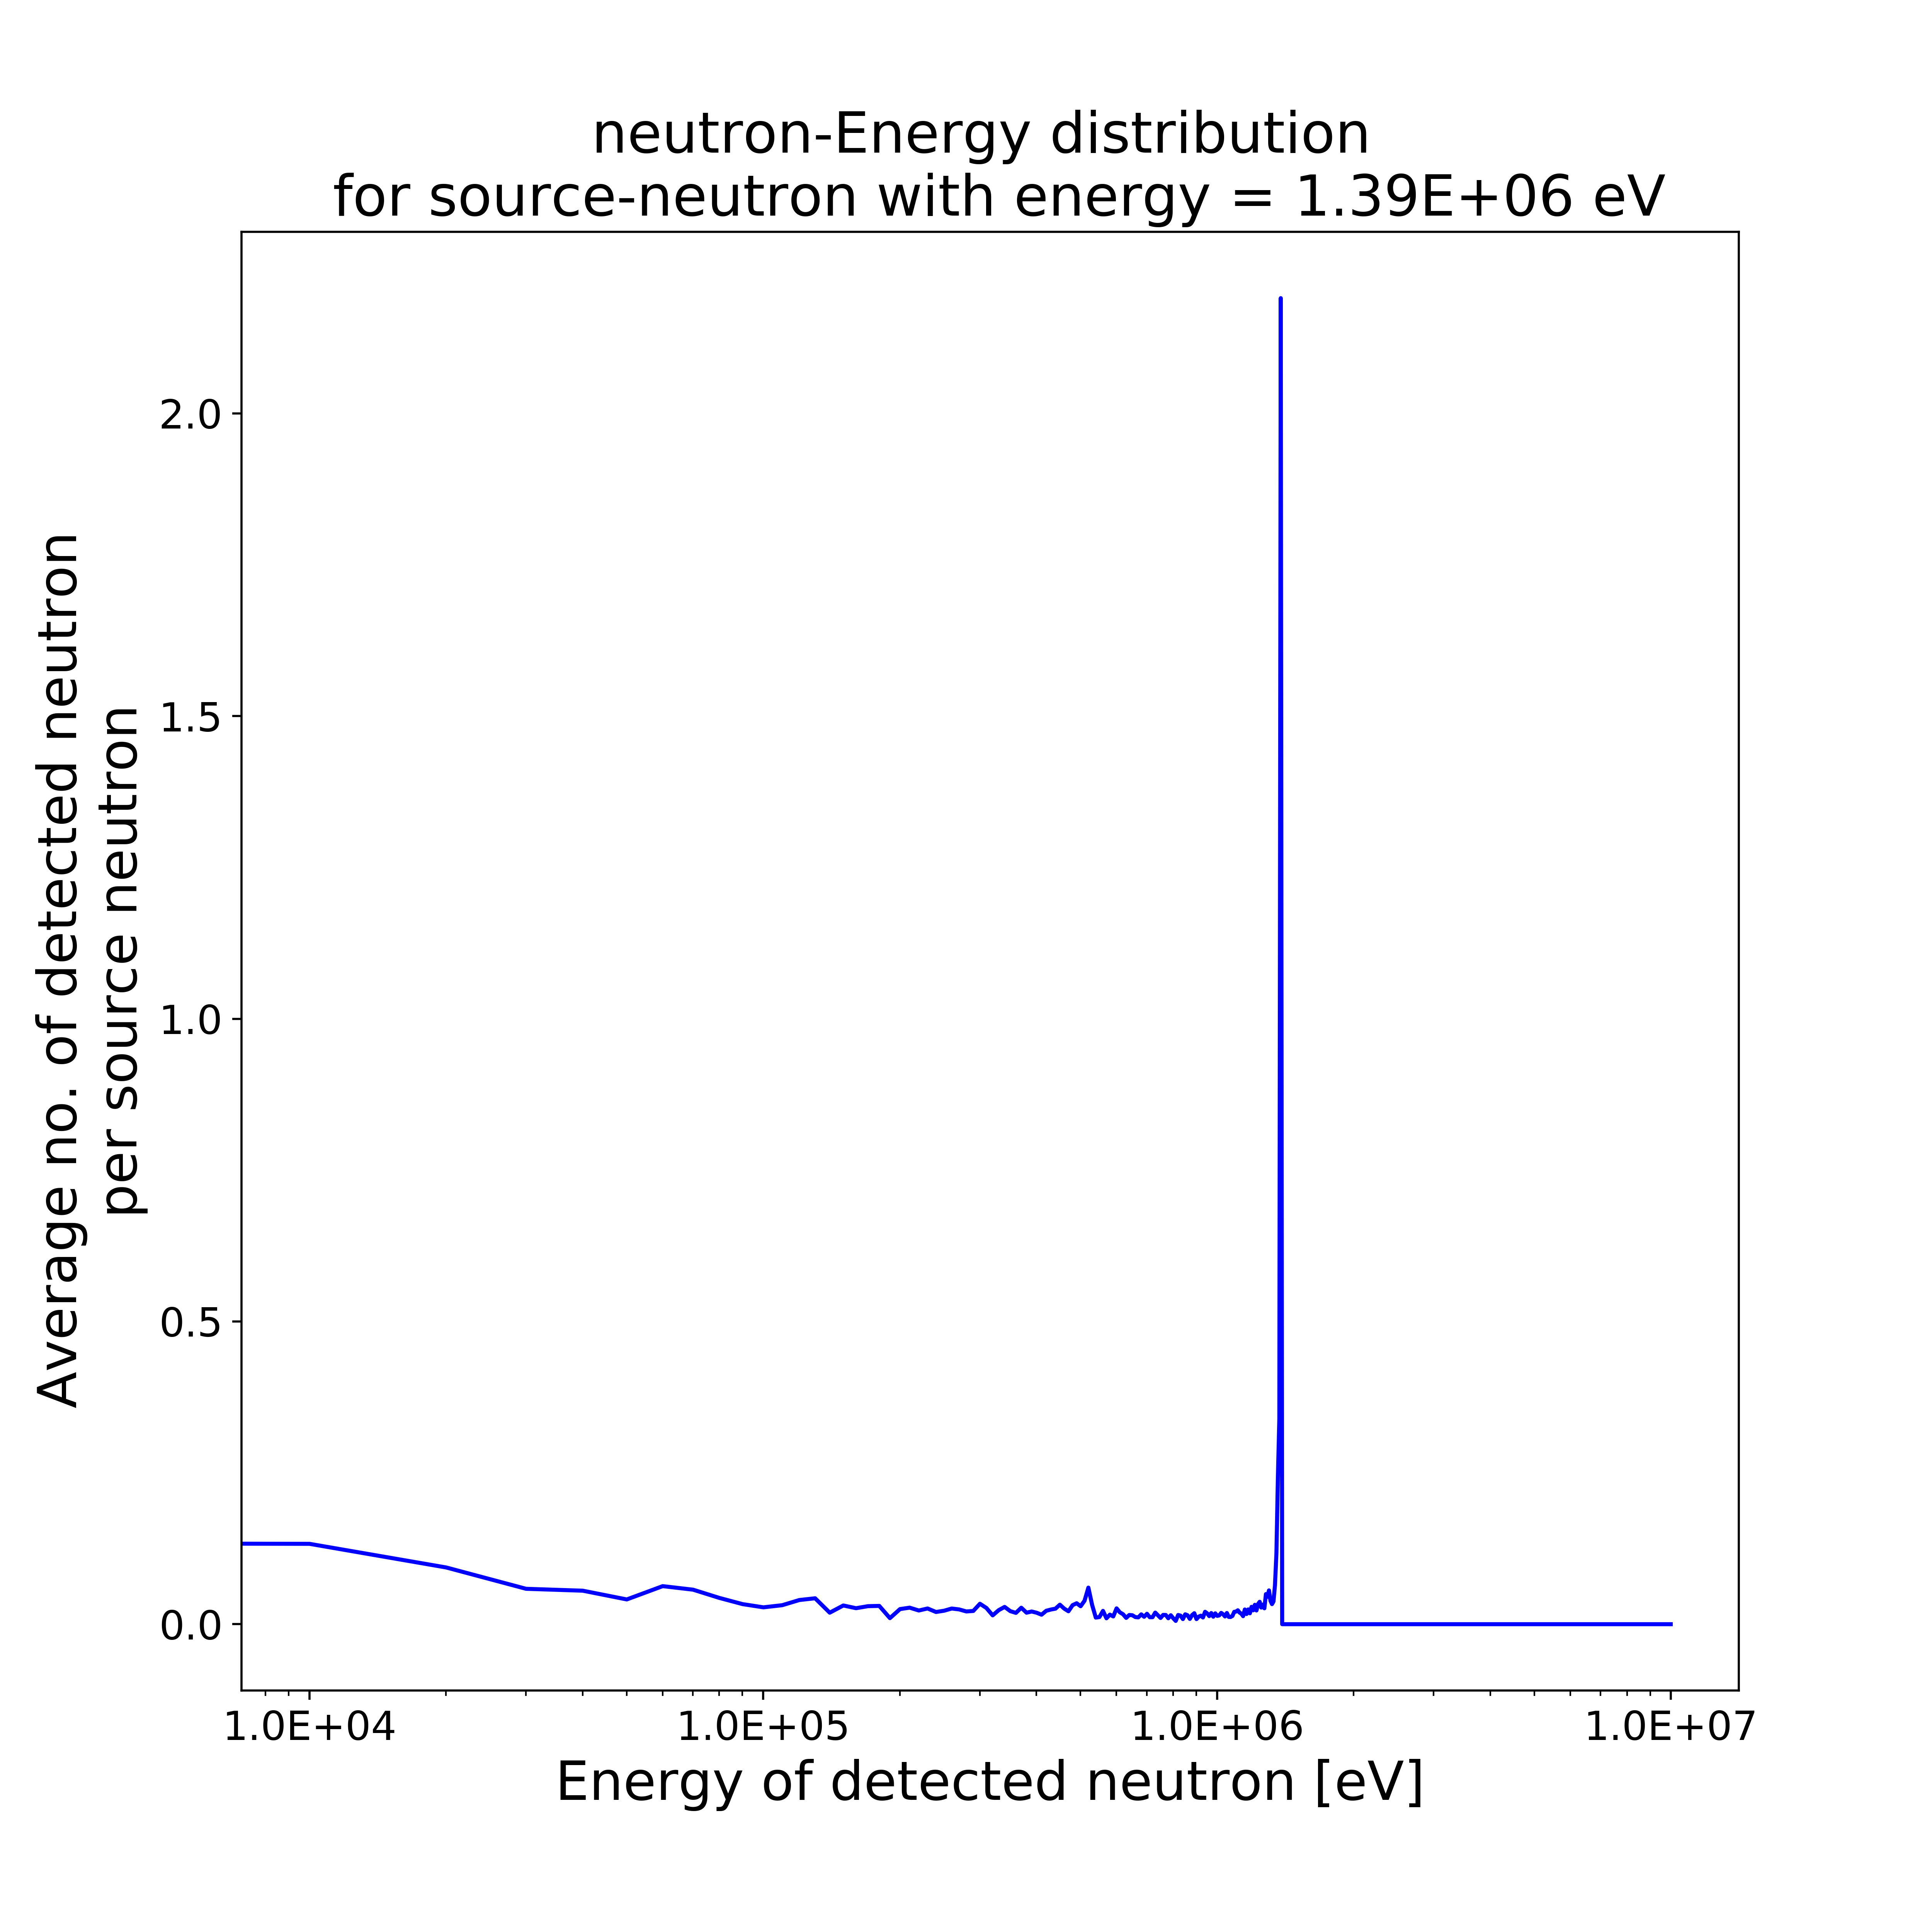 neutron-Energy distribution
for source-neutron with energy = 1.39E+06 eV
Average no. of detected neutron
per source neutron
2.0
1.5
1.0
0.5
0.0
1.0E+04 1.0E+05 1.0E+06 1.0E+07
Energy of detected neutron [eV]